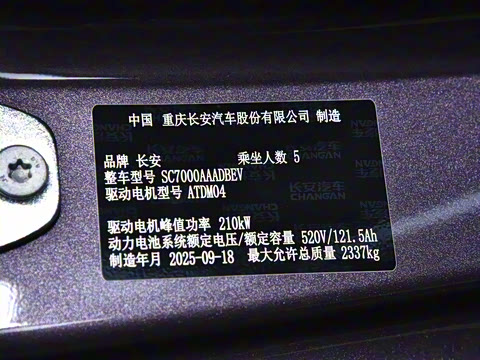 中国 重庆长安汽车股份有限公司 制造
品牌 长安 乘坐人数 5
整车型号 SC7000AAADBEV
驱动电机型号 ATDM04
驱动电机峰值功率 210kW
动力电池系统额定电压/额定容量 520V/121.5Ah
制造年月 2025-09-18 最大允许总质量 2337kg